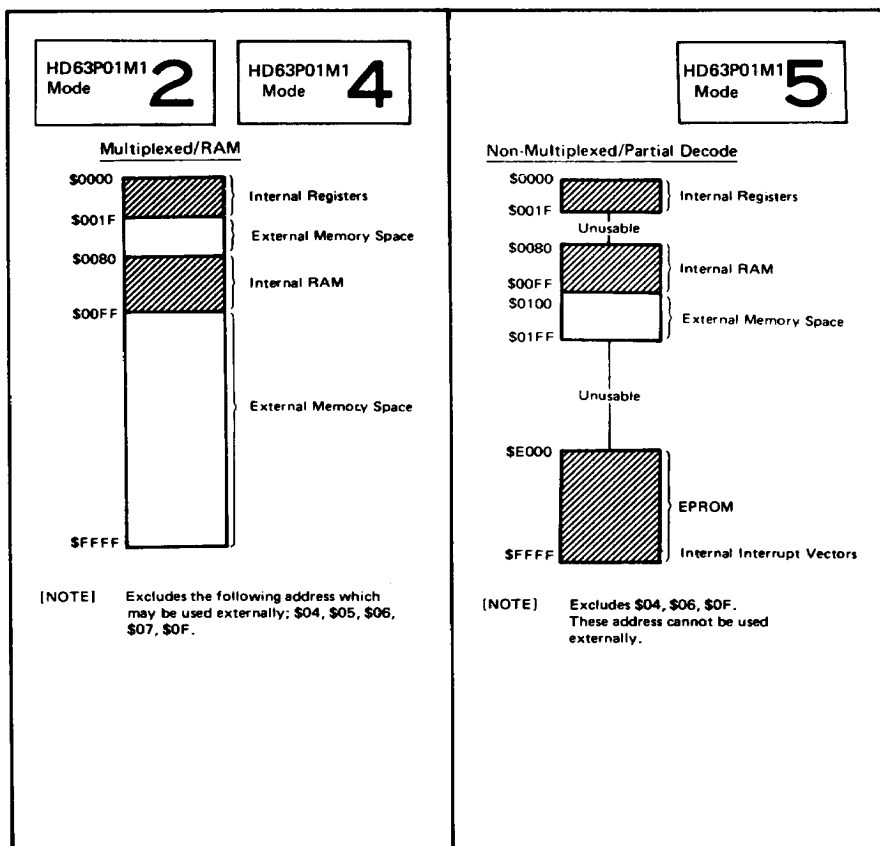 HD63P01M1
Mode 2
HD63P01M1
Mode 4
Multiplexed/RAM
$0000
Internal Registers
$001F
External Memory Space
$0080
Internal RAM
$00FF
External Memory Space
$FFFF
[NOTE] Excludes the following address which
may be used externally; $04, $05, $06,
$07, $0F.
HD63P01M1
Mode 5
Non-Multiplexed/Partial Decode
$0000
Internal Registers
$001F
Unusable
$0080
Internal RAM
$00FF
$0100
External Memory Space
$01FF
Unusable
$E000
EPROM
$FFFF
Internal Interrupt Vectors
[NOTE] Excludes $04, $06, $0F.
These address cannot be used
externally.